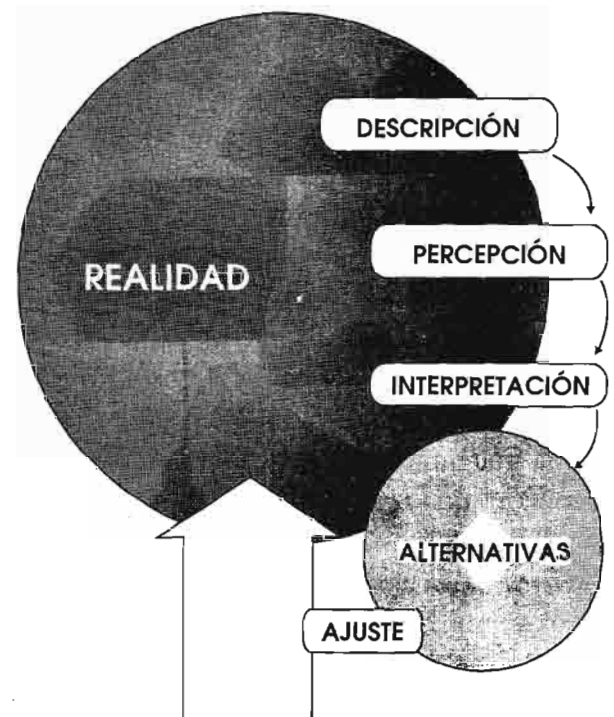 DESCRIPCIÓN
PERCEPCIÓN
REALIDAD
INTERPRETACIÓN
ALTERNATIVAS
AJUSTE